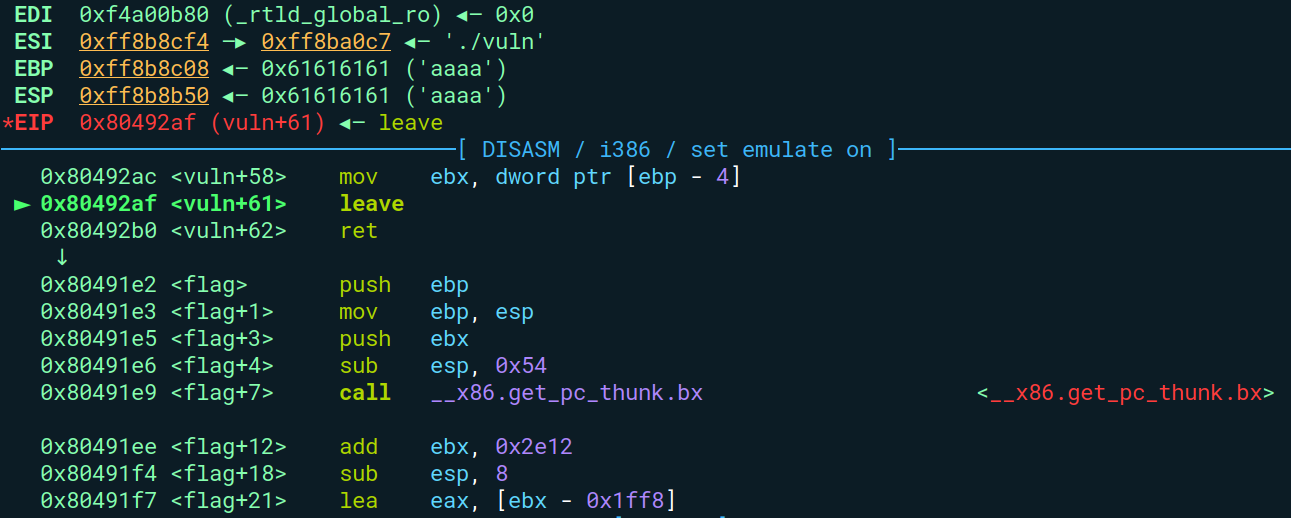 EDI 0xf4a00b80 (_rtld_global_ro) ◂— 0x0
ESI 0xff8b8cf4 —▸ 0xff8ba0c7 ◂— './vuln'
EBP 0xff8b8c08 ◂— 0x61616161 ('aaaa')
ESP 0xff8b8b50 ◂— 0x61616161 ('aaaa')
*EIP 0x80492af (vuln+61) ◂— leave
[ DISASM / i386 / set emulate on ]
0x80492ac <vuln+58> mov ebx, dword ptr [ebp - 4]
► 0x80492af <vuln+61> leave
0x80492b0 <vuln+62> ret
↓
0x80491e2 <flag> push ebp
0x80491e3 <flag+1> mov ebp, esp
0x80491e5 <flag+3> push ebx
0x80491e6 <flag+4> sub esp, 0x54
0x80491e9 <flag+7> call __x86.get_pc_thunk.bx <__x86.get_pc_thunk.bx>
0x80491ee <flag+12> add ebx, 0x2e12
0x80491f4 <flag+18> sub esp, 8
0x80491f7 <flag+21> lea eax, [ebx - 0x1ff8]